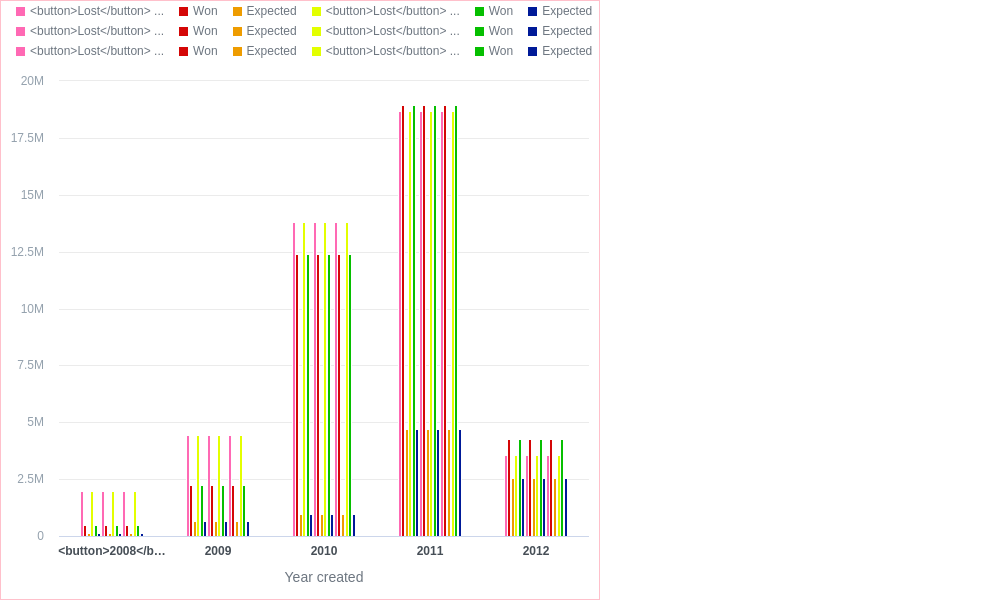 <button>Lost</button> ... Won Expected <button>Lost</button> ... Won Expected
<button>Lost</button> ... Won Expected <button>Lost</button> ... Won Expected
<button>Lost</button> ... Won Expected <button>Lost</button> ... Won Expected
20M
17.5M
15M
12.5M
10M
7.5M
5M
2.5M
0
<button>2008</b... 2009 2010 2011 2012
Year created